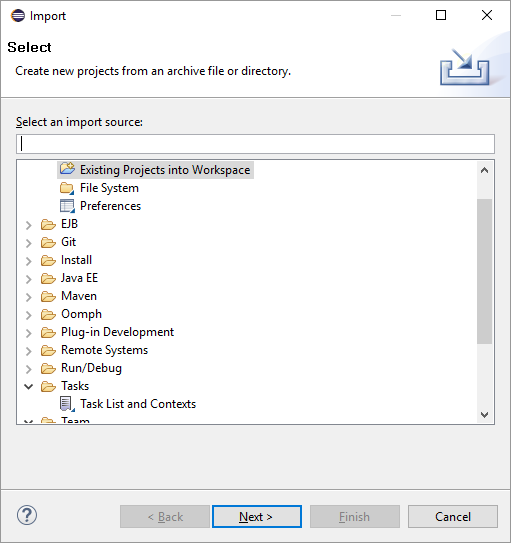 Import
Select
Create new projects from an archive file or directory.
Select an import source:
Existing Projects into Workspace
File System
Preferences
EJB
Git
Install
Java EE
Maven
Oomph
Plug-in Development
Remote Systems
Run/Debug
Tasks
Task List and Contexts
Team
< Back
Next >
Finish
Cancel